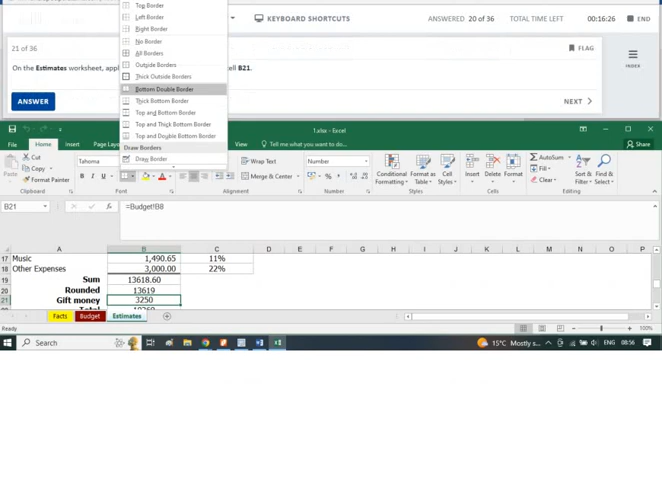 Top Border
Left Border
Right Border
No Border
All Borders
Outside Borders
Thick Outside Borders
Bottom Double Border
Thick Bottom Border
Top and Bottom Border
Top and Thick Bottom Border
Top and Double Bottom Border
Draw Borders
Draw Border
KEYBOARD SHORTCUTS
ANSWERED 20 of 36
TOTAL TIME LEFT
00:16:26
END
21 of 36
FLAG
On the Estimates worksheet, appl
ell B21.
INDEX
ANSWER
NEXT
1.xlsx - Excel
File
Home
Insert
Page Lay
View
Tell me what you want to do...
Share
Paste
Cut
Copy
Format Painter
Clipboard
Tahoma
B I U
Font
Wrap Text
Merge & Center
Alignment
Number
%
Number
Conditional Formatting
Format as Table
Cell Styles
Styles
Insert
Delete
Format
Cells
AutoSum
Fill
Clear
Sort & Filter
Find & Select
Editing
B21
fx
=Budget!B8
A B C D E F G H I J K L M N O P
17 Music 1,490.65 11%
18 Other Expenses 3,000.00 22%
19 Sum 13618.60
20 Rounded 13619
21 Gift money 3250
Facts
Budget
Estimates
Ready
100%
Search
15°C Mostly s...
ENG
08:56